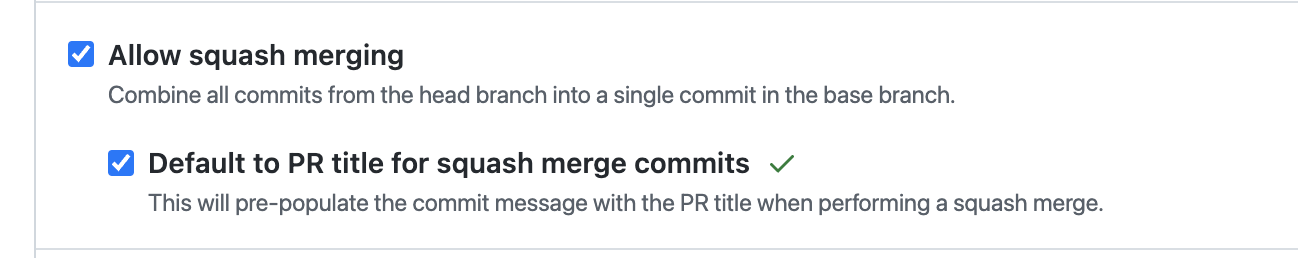 Allow squash merging
Combine all commits from the head branch into a single commit in the base branch.
Default to PR title for squash merge commits
This will pre-populate the commit message with the PR title when performing a squash merge.